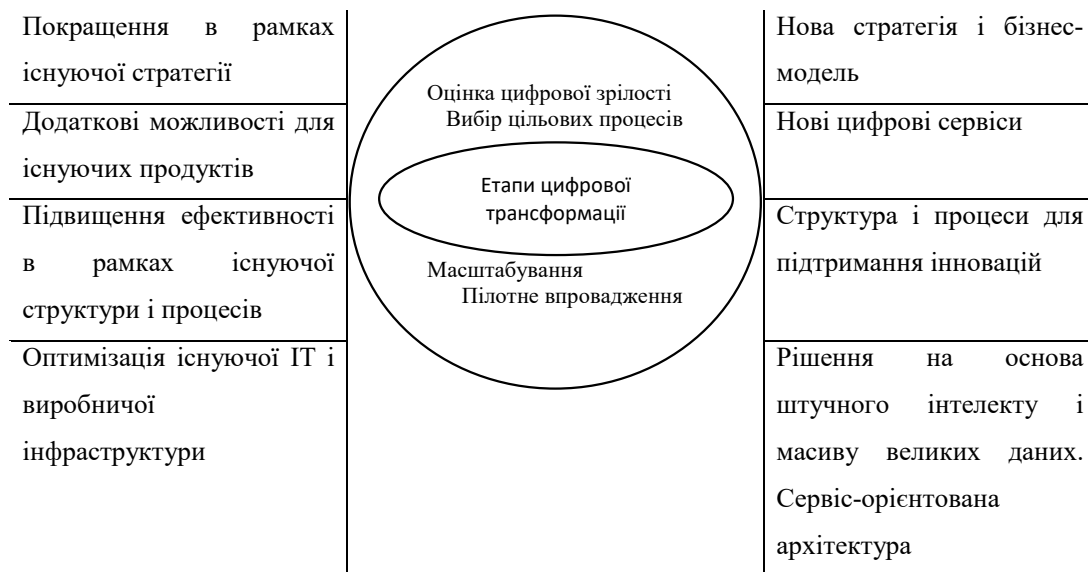 Покращення в рамках
існуючої стратегії
Додаткові можливості для
існуючих продуктів
Підвищення ефективності
в рамках існуючої
структури і процесів
Оптимізація існуючої ІТ і
виробничої
інфраструктури
Оцінка цифрової зрілості
Вибір цільових процесів
Етапи цифрової
трансформації
Масштабування
Пілотне впровадження
Нова стратегія і бізнес-
модель
Нові цифрові сервіси
Структура і процеси для
підтримання інновацій
Рішення на основа
штучного інтелекту і
масиву великих даних.
Сервіс-орієнтована
архітектура